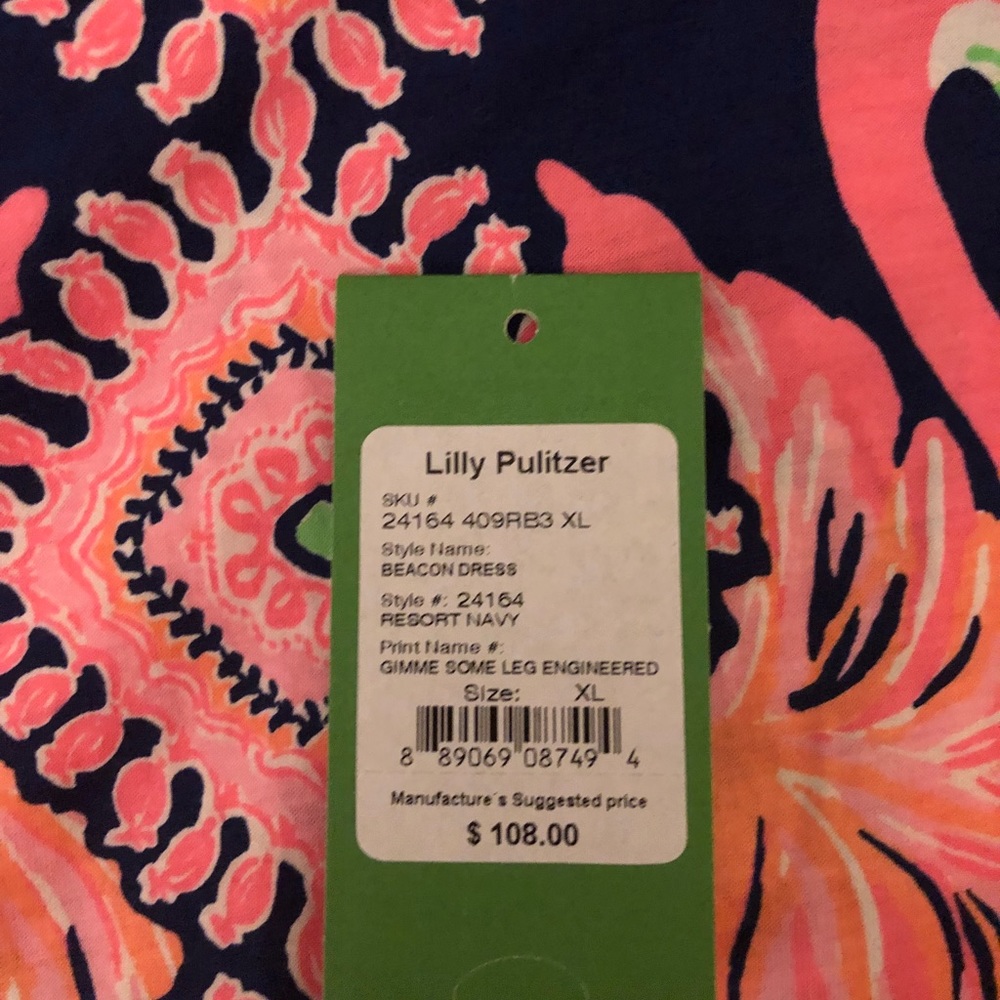 Lilly Pulitzer
SKU #
24164 409RB3 XL
Style Name:
BEACON DRESS
Style #: 24164
RESORT NAVY
Print Name #:
GIMME SOME LEG ENGINEERED
Size: XL
8 89069 08749 4
Manufacture's Suggested price
$ 108.00